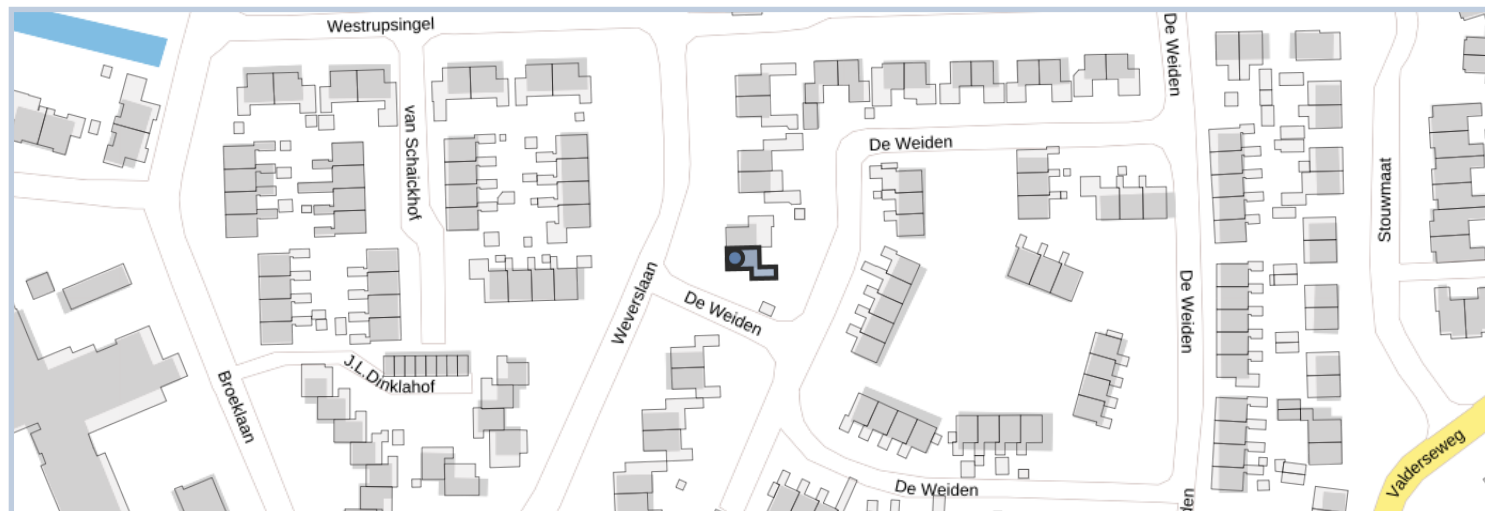 Westrupsingel
De Weiden
van Schaickhof
De Weiden
Stouwmaat
Weverslaan
De Weiden
De Weiden
J.L.Dinklahof
Broeklaan
Valderseweg
De Weiden